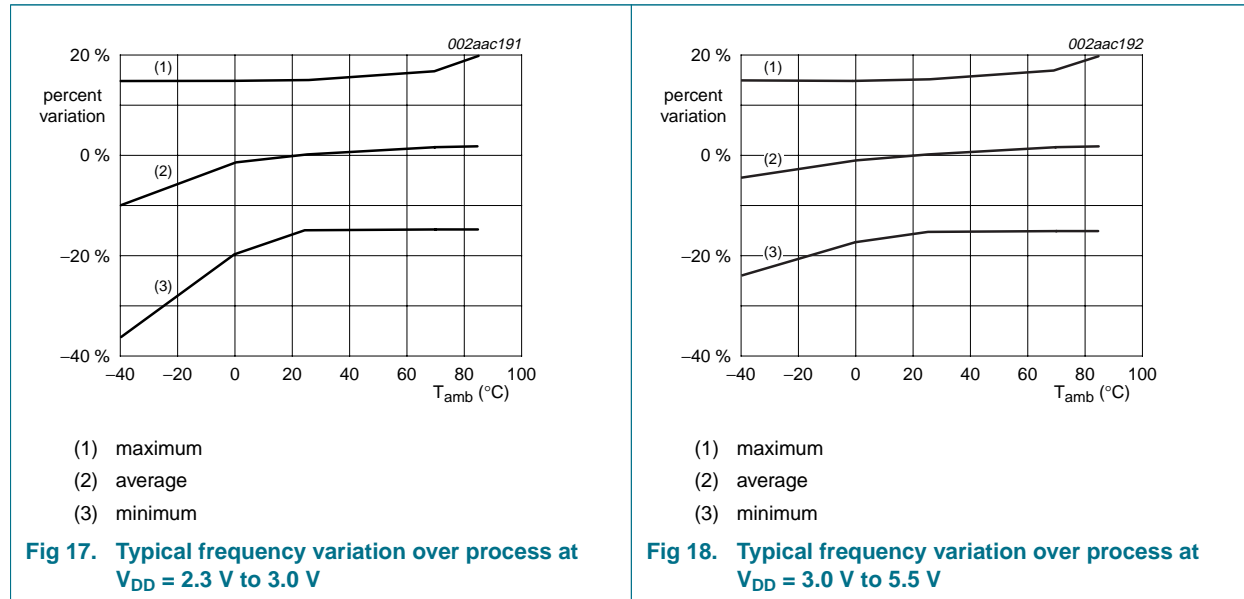 002aac191
20 %
(1)
percent
variation
0 %
(2)
−20 %
(3)
−40 %
−40 −20 0 20 40 60 80 100
Tamb (°C)
(1) maximum
(2) average
(3) minimum
Fig 17. Typical frequency variation over process at
VDD = 2.3 V to 3.0 V
002aac192
20 %
(1)
percent
variation
0 %
(2)
−20 %
(3)
−40 %
−40 −20 0 20 40 60 80 100
Tamb (°C)
(1) maximum
(2) average
(3) minimum
Fig 18. Typical frequency variation over process at
VDD = 3.0 V to 5.5 V